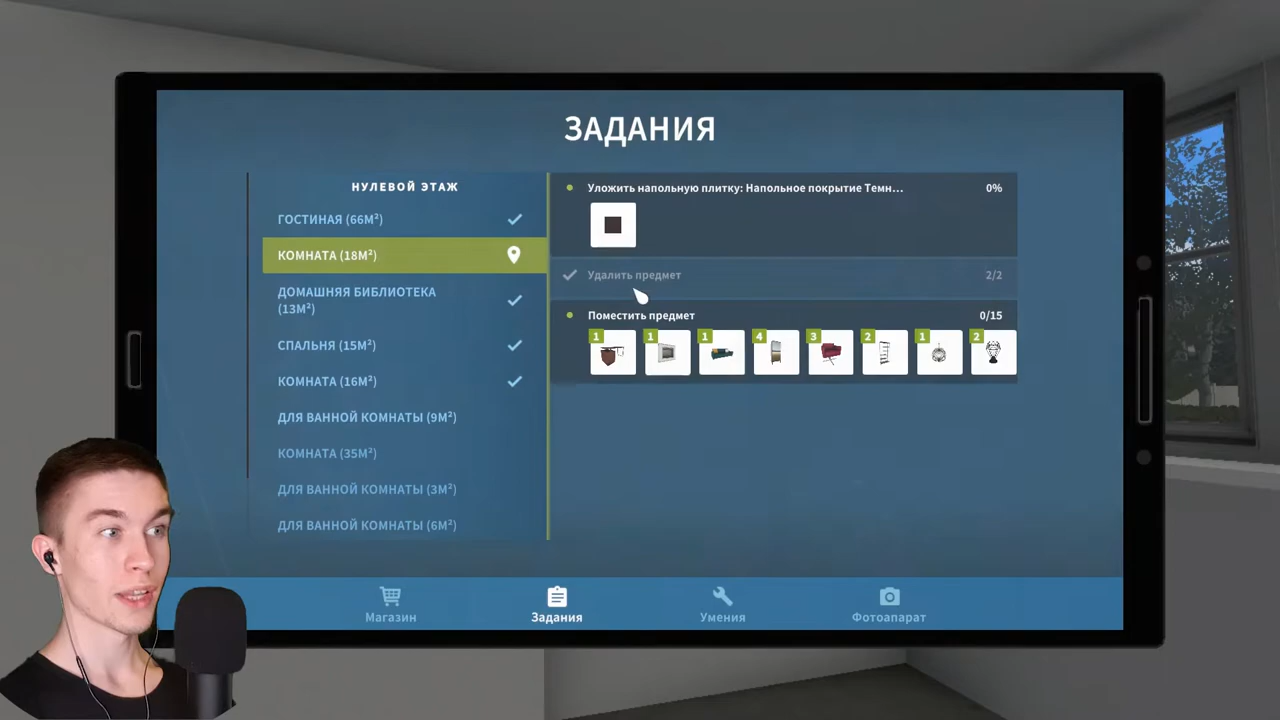 ЗАДАНИЯ
НУЛЕВОЙ ЭТАЖ
ГОСТИНАЯ (66М²)
КОМНАТА (18М²)
ДОМАШНЯЯ БИБЛИОТЕКА
(13М²)
СПАЛЬНЯ (15М²)
КОМНАТА (16М²)
ДЛЯ ВАННОЙ КОМНАТЫ (9М²)
КОМНАТА (35М²)
ДЛЯ ВАННОЙ КОМНАТЫ (3М²)
ДЛЯ ВАННОЙ КОМНАТЫ (6М²)
Уложить напольную плитку: Напольное покрытие Темн... 0%
Удалить предмет 2/2
Поместить предмет 0/15
1 1 1 4 3 2 1 2
Магазин Задания Умения Фотоаппарат